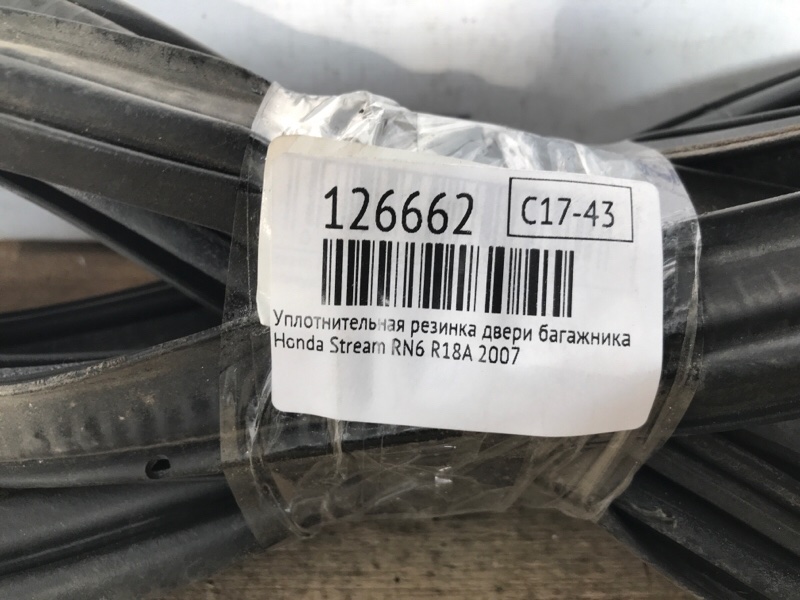 126662
C17-43
Уплотнительная резинка двери багажника
Honda Stream RN6 R18A 2007